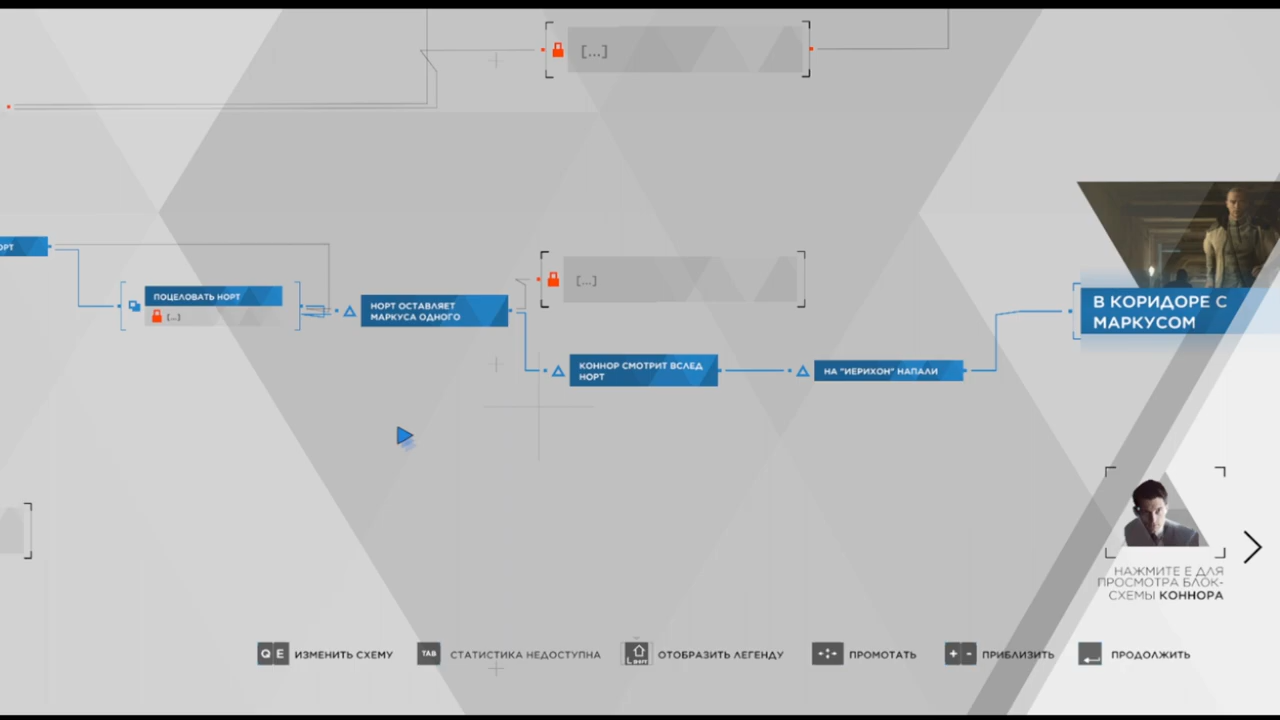 [...]
ОРТ
ПОЦЕЛОВАТЬ НОРТ
[...]
НОРТ ОСТАВЛЯЕТ
МАРКУСА ОДНОГО
[...]
КОННОР СМОТРИТ ВСЛЕД
НОРТ
НА "ИЕРИХОН" НАПАЛИ
В КОРИДОРЕ С
МАРКУСОМ
НАЖМИТЕ E ДЛЯ
ПРОСМОТРА БЛОК-
СХЕМЫ КОННОРА
Q E ИЗМЕНИТЬ СХЕМУ
TAB СТАТИСТИКА НЕДОСТУПНА
L SHIFT ОТОБРАЗИТЬ ЛЕГЕНДУ
ПРОМОТАТЬ
+ - ПРИБЛИЗИТЬ
ПРОДОЛЖИТЬ